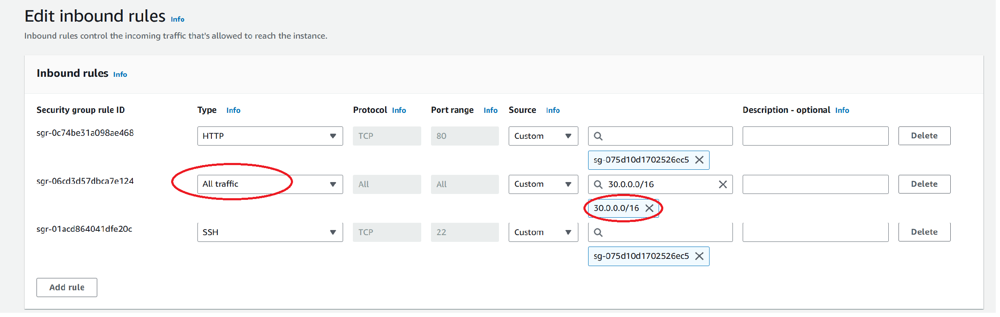 Edit inbound rules Info
Inbound rules control the incoming traffic that's allowed to reach the instance.
Inbound rules Info
Security group rule ID Type Info Protocol Info Port range Info Source Info Description - optional Info
sgr-0c74be31a098ae468 HTTP TCP 80 Custom Delete
sg-075d10d1702526ec5
sgr-06cd3d57dbca7e124 All traffic All All Custom 30.0.0.0/16 Delete
30.0.0.0/16
sgr-01acd864041dfe20c SSH TCP 22 Custom Delete
sg-075d10d1702526ec5
Add rule